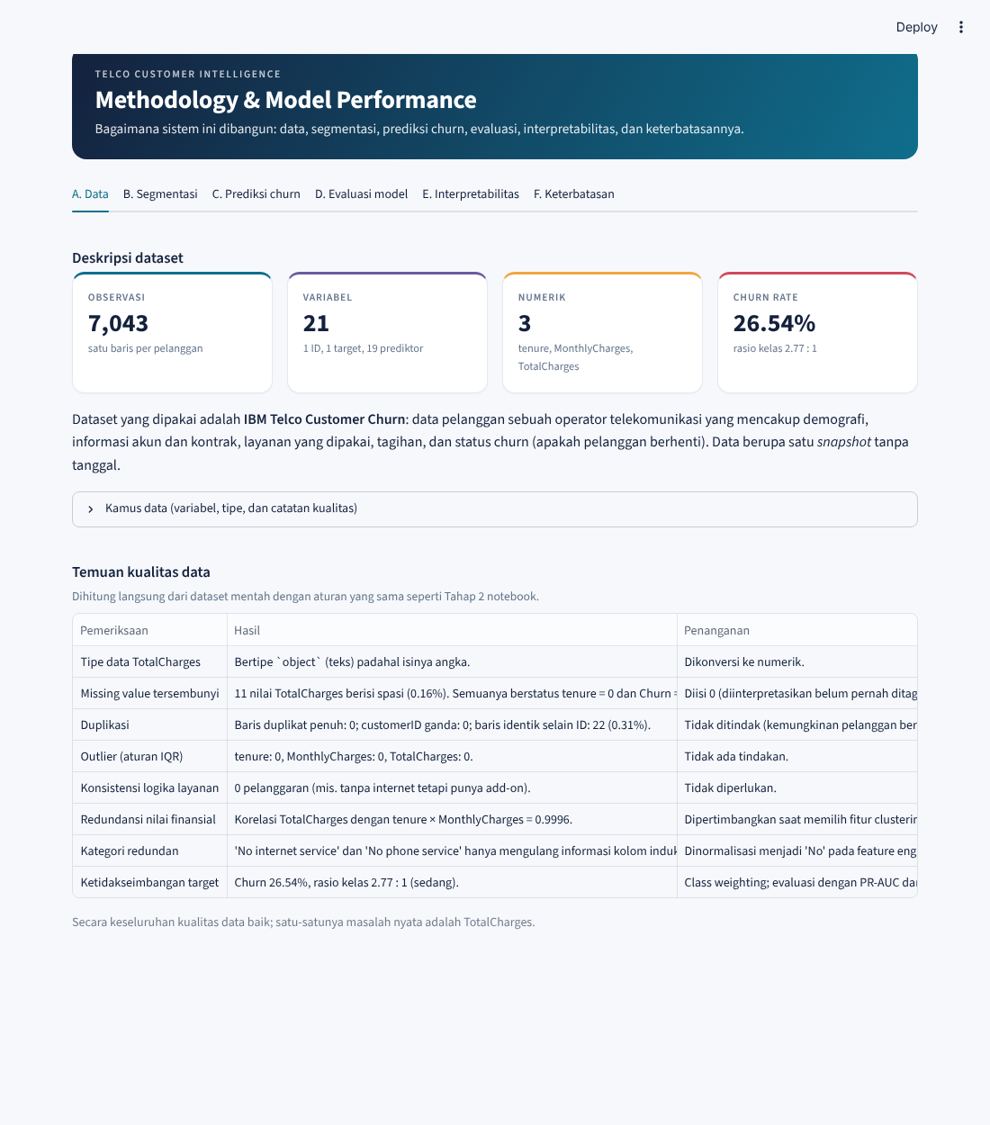 Deploy
TELCO CUSTOMER INTELLIGENCE
Methodology & Model Performance
Bagaimana sistem ini dibangun: data, segmentasi, prediksi churn, evaluasi, interpretabilitas, dan keterbatasannya.
A. Data B. Segmentasi C. Prediksi churn D. Evaluasi model E. Interpretabilitas F. Keterbatasan
Deskripsi dataset
OBSERVASI
7,043
satu baris per pelanggan
VARIABEL
21
1 ID, 1 target, 19 prediktor
NUMERIK
3
tenure, MonthlyCharges,
TotalCharges
CHURN RATE
26.54%
rasio kelas 2.77 : 1
Dataset yang dipakai adalah IBM Telco Customer Churn: data pelanggan sebuah operator telekomunikasi yang mencakup demografi,
informasi akun dan kontrak, layanan yang dipakai, tagihan, dan status churn (apakah pelanggan berhenti). Data berupa satu snapshot tanpa
tanggal.
Kamus data (variabel, tipe, dan catatan kualitas)
Temuan kualitas data
Dihitung langsung dari dataset mentah dengan aturan yang sama seperti Tahap 2 notebook.
Pemeriksaan Hasil Penanganan
Tipe data TotalCharges Bertipe `object` (teks) padahal isinya angka. Dikonversi ke numerik.
Missing value tersembunyi 11 nilai TotalCharges berisi spasi (0.16%). Semuanya berstatus tenure = 0 dan Churn = Diisi 0 (diinterpretasikan belum pernah ditag
Duplikasi Baris duplikat penuh: 0; customerID ganda: 0; baris identik selain ID: 22 (0.31%). Tidak ditindak (kemungkinan pelanggan ber
Outlier (aturan IQR) tenure: 0, MonthlyCharges: 0, TotalCharges: 0. Tidak ada tindakan.
Konsistensi logika layanan 0 pelanggaran (mis. tanpa internet tetapi punya add-on). Tidak diperlukan.
Redundansi nilai finansial Korelasi TotalCharges dengan tenure × MonthlyCharges = 0.9996. Dipertimbangkan saat memilih fitur clusterin
Kategori redundan 'No internet service' dan 'No phone service' hanya mengulang informasi kolom induk Dinormalisasi menjadi 'No' pada feature eng
Ketidakseimbangan target Churn 26.54%, rasio kelas 2.77 : 1 (sedang). Class weighting; evaluasi dengan PR-AUC da
Secara keseluruhan kualitas data baik; satu-satunya masalah nyata adalah TotalCharges.